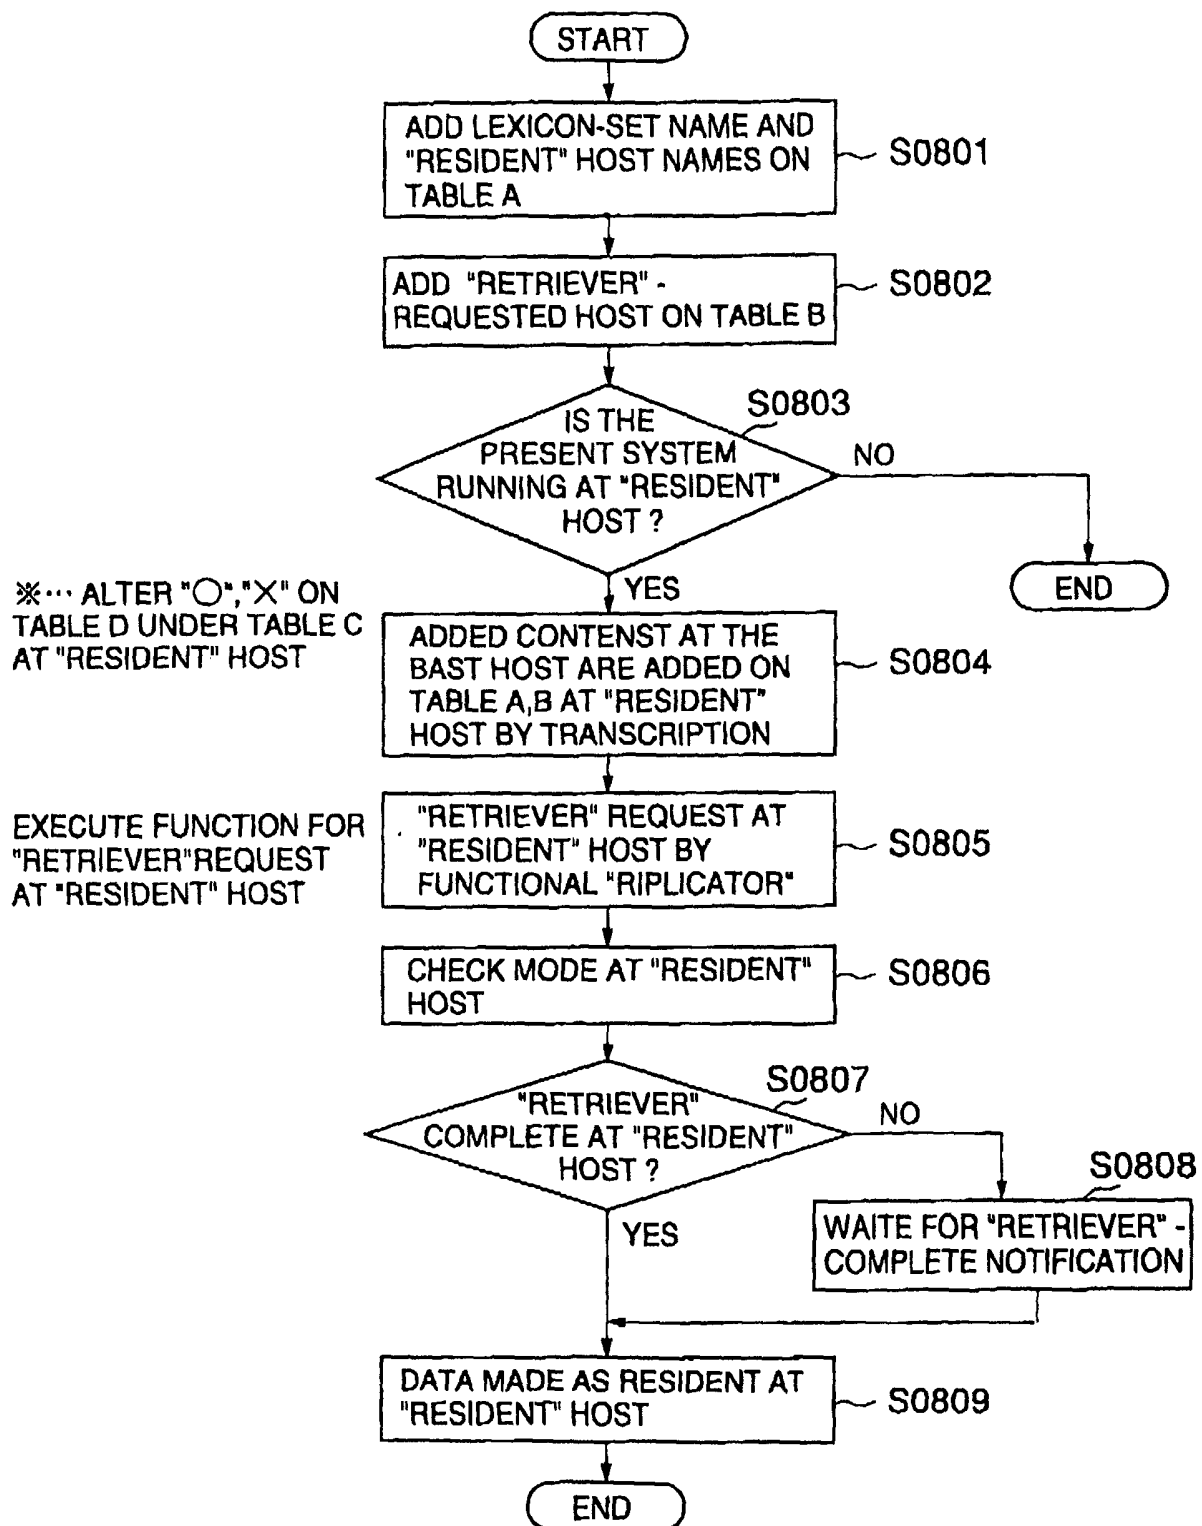 START
ADD LEXICON-SET NAME AND
"RESIDENT" HOST NAMES ON
TABLE A
S0801
ADD "RETRIEVER" -
REQUESTED HOST ON TABLE B
S0802
S0803
IS THE
PRESENT SYSTEM
RUNNING AT "RESIDENT"
HOST ?
NO
END
YES
※··· ALTER "○","X" ON
TABLE D UNDER TABLE C
AT "RESIDENT" HOST
ADDED CONTENST AT THE
BAST HOST ARE ADDED ON
TABLE A,B AT "RESIDENT"
HOST BY TRANSCRIPTION
S0804
EXECUTE FUNCTION FOR
"RETRIEVER"REQUEST
AT "RESIDENT" HOST
"RETRIEVER" REQUEST AT
"RESIDENT" HOST BY
FUNCTIONAL "RIPLICATOR"
S0805
CHECK MODE AT "RESIDENT"
HOST
S0806
S0807
"RETRIEVER"
COMPLETE AT "RESIDENT"
HOST ?
NO
YES
S0808
WAITE FOR "RETRIEVER" -
COMPLETE NOTIFICATION
DATA MADE AS RESIDENT AT
"RESIDENT" HOST
S0809
END